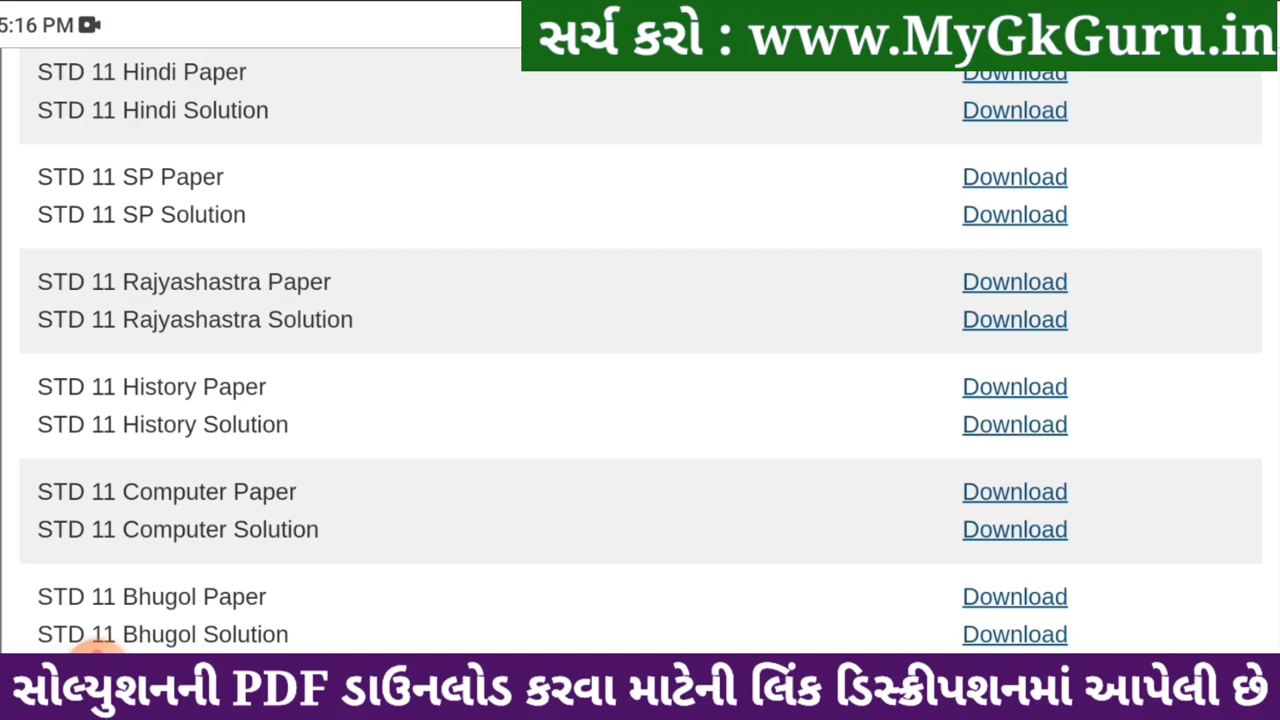 5:16 PM
સર્ચ કરો : www.MyGkGuru.in
STD 11 Hindi Paper Download
STD 11 Hindi Solution Download
STD 11 SP Paper Download
STD 11 SP Solution Download
STD 11 Rajyashastra Paper Download
STD 11 Rajyashastra Solution Download
STD 11 History Paper Download
STD 11 History Solution Download
STD 11 Computer Paper Download
STD 11 Computer Solution Download
STD 11 Bhugol Paper Download
STD 11 Bhugol Solution Download
સોલ્યુશનની PDF ડાઉનલોડ કરવા માટેની લિંક ડિસ્ક્રીપશનમાં આપેલી છે